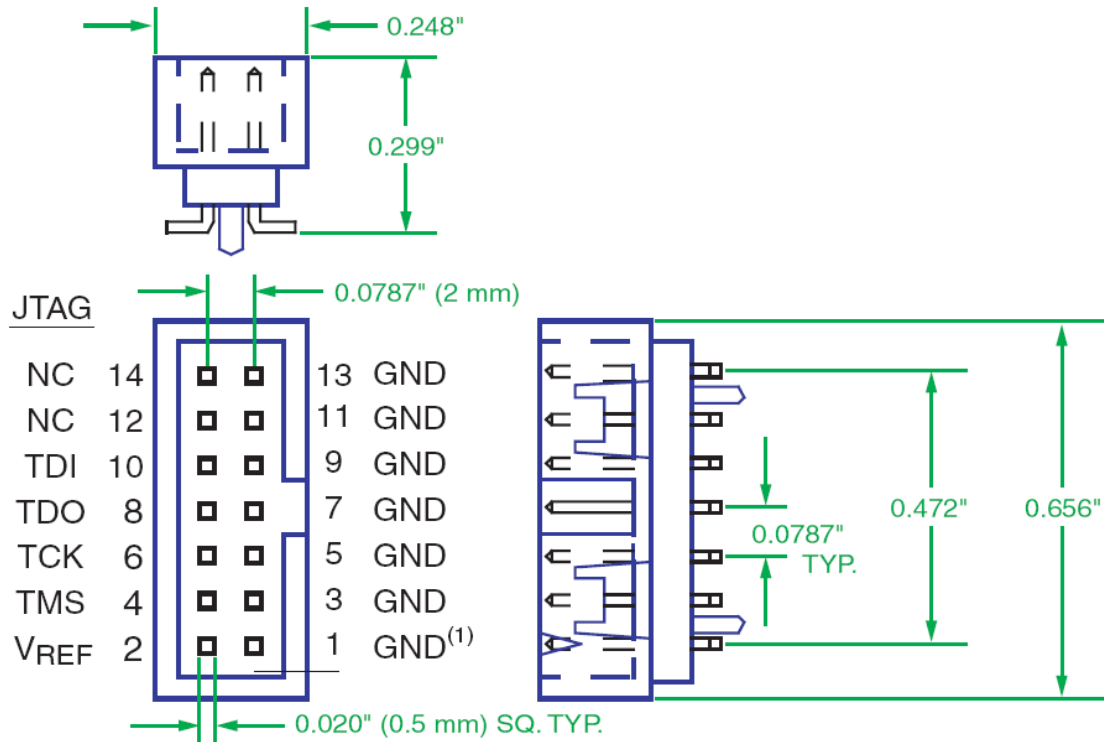 0.248"
0.299"
0.0787" (2 mm)
JTAG
NC 14 13 GND
NC 12 11 GND
TDI 10 9 GND
TDO 8 7 GND
TCK 6 5 GND
TMS 4 3 GND
VREF 2 1 GND(1)
0.020" (0.5 mm) SQ. TYP.
0.0787"
TYP.
0.472"
0.656"